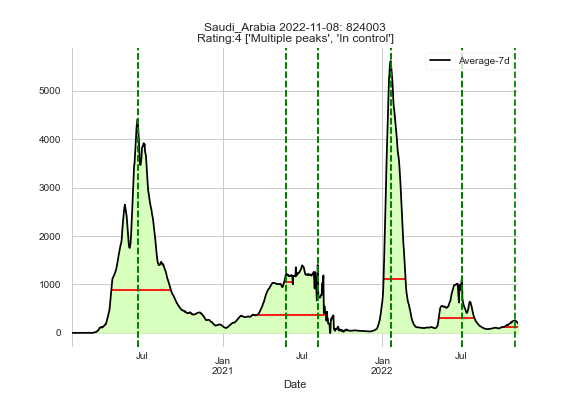 Saudi_Arabia 2022-11-08: 824003
Rating:4 ['Multiple peaks', 'In control']
Average-7d
5000
4000
3000
2000
1000
0
Jul
Jan
2021
Jul
Jan
2022
Jul
Date